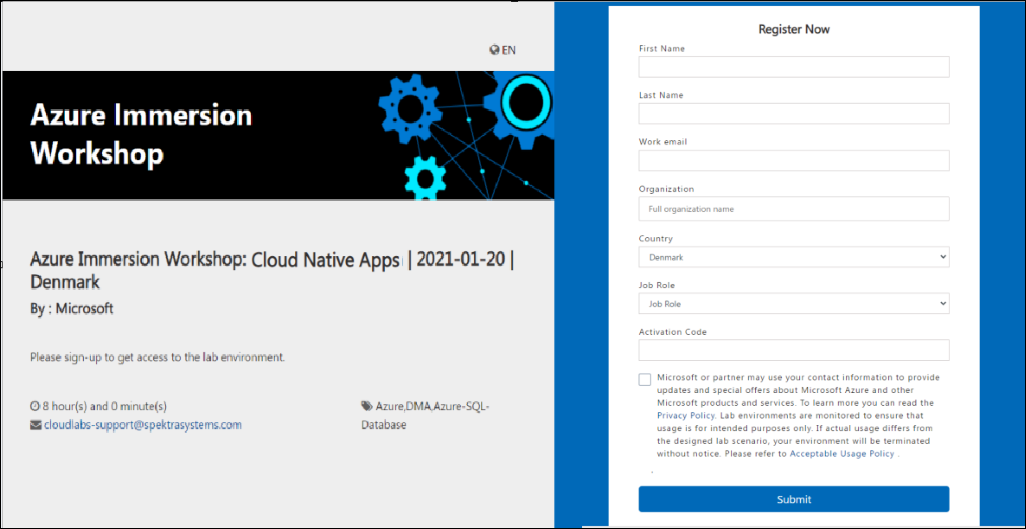 EN
Azure Immersion
Workshop
Azure Immersion Workshop: Cloud Native Apps | 2021-01-20 |
Denmark
By : Microsoft
Please sign-up to get access to the lab environment.
8 hour(s) and 0 minute(s)
cloudlabs-support@spektrasystems.com
Azure,DMA,Azure-SQL-
Database
Register Now
First Name
Last Name
Work email
Organization
Full organization name
Country
Denmark
Job Role
Job Role
Activation Code
Microsoft or partner may use your contact information to provide
updates and special offers about Microsoft Azure and other
Microsoft products and services. To learn more you can read the
Privacy Policy. Lab environments are monitored to ensure that
usage is for intended purposes only. If actual usage differs from
the designed lab scenario, your environment will be terminated
without notice. Please refer to Acceptable Usage Policy .
.
Submit